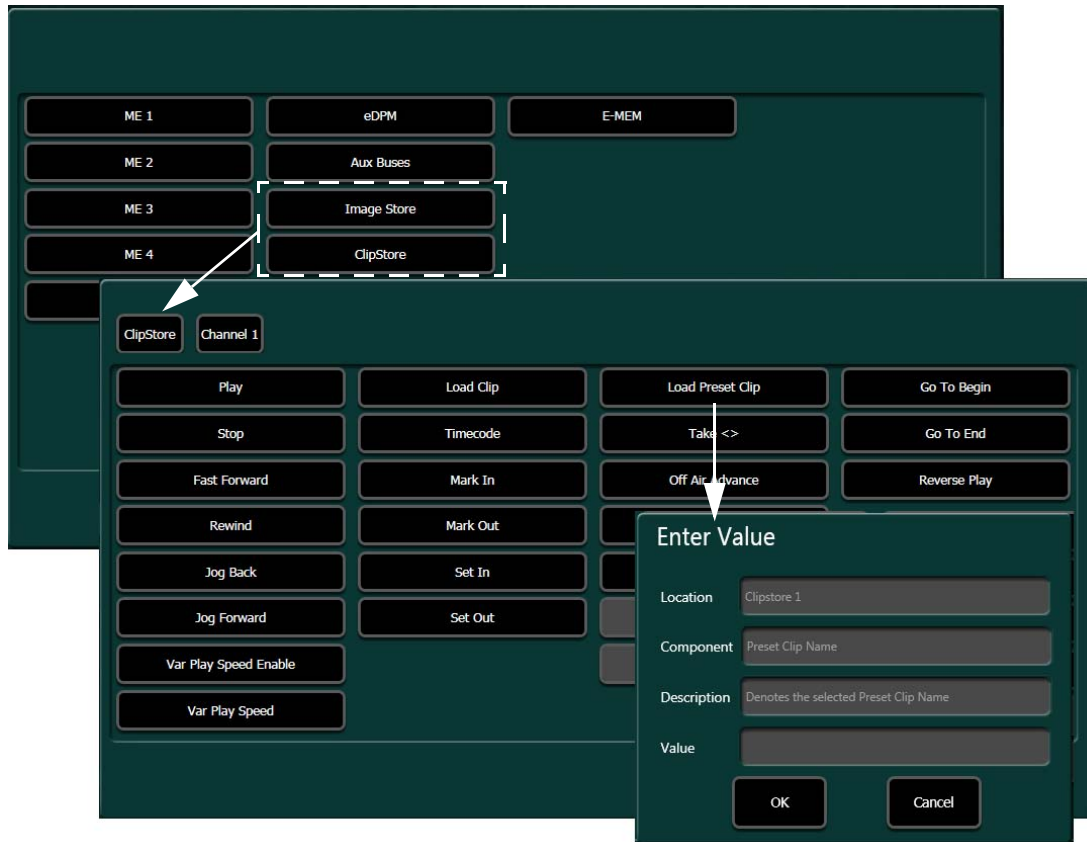 ME 1 eDPM E-MEM
ME 2 Aux Buses
ME 3 Image Store
ME 4 ClipStore
ClipStore Channel 1
Play Load Clip Load Preset Clip Go To Begin
Stop Timecode Take <> Go To End
Fast Forward Mark In Off Air Advance Reverse Play
Rewind Mark Out
Jog Back Set In
Jog Forward Set Out
Var Play Speed Enable
Var Play Speed
Enter Value
Location Clipstore 1
Component Preset Clip Name
Description Denotes the selected Preset Clip Name
Value
OK Cancel